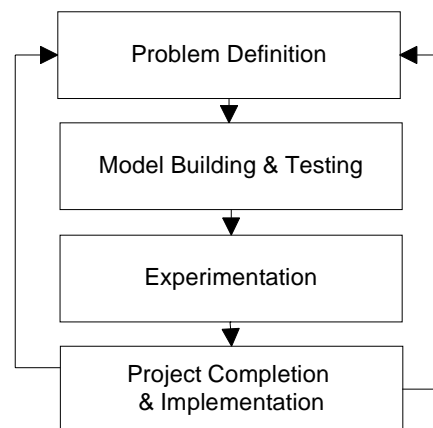 Problem Definition
Model Building & Testing
Experimentation
Project Completion
& Implementation